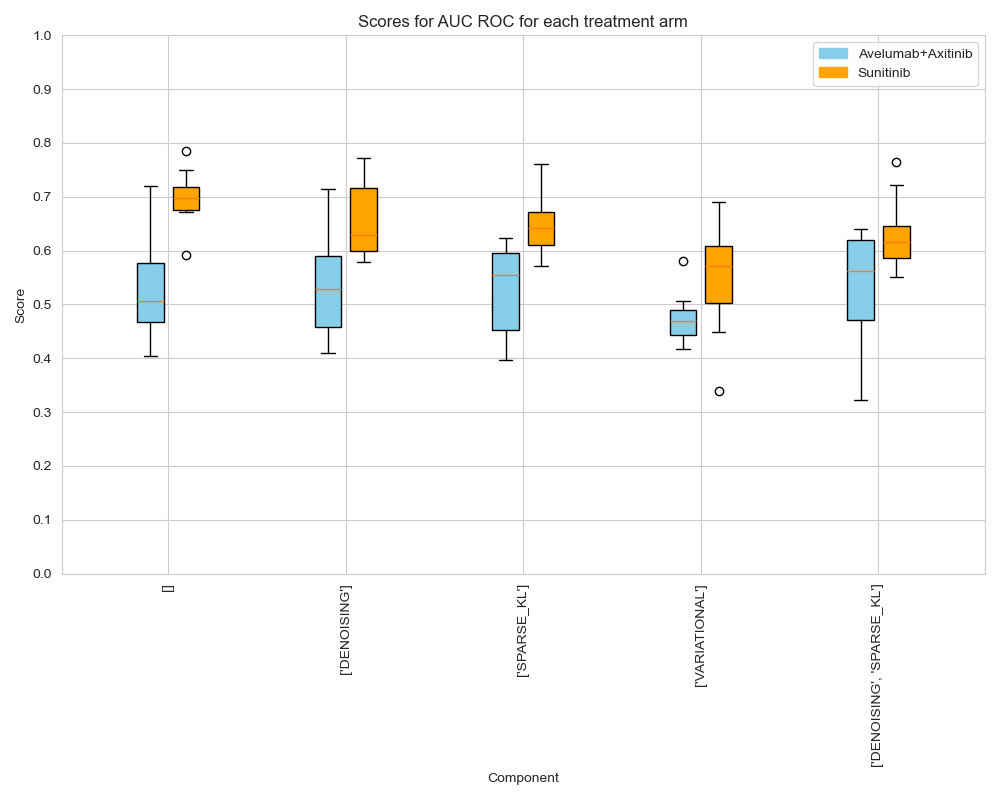 Scores for AUC ROC for each treatment arm
1.0
0.9
0.8
0.7
0.6
0.5
0.4
0.3
0.2
0.1
0.0
Score
Avelumab+Axitinib
Sunitinib
[]
['DENOISING']
['SPARSE_KL']
['VARIATIONAL']
['DENOISING', 'SPARSE_KL']
Component